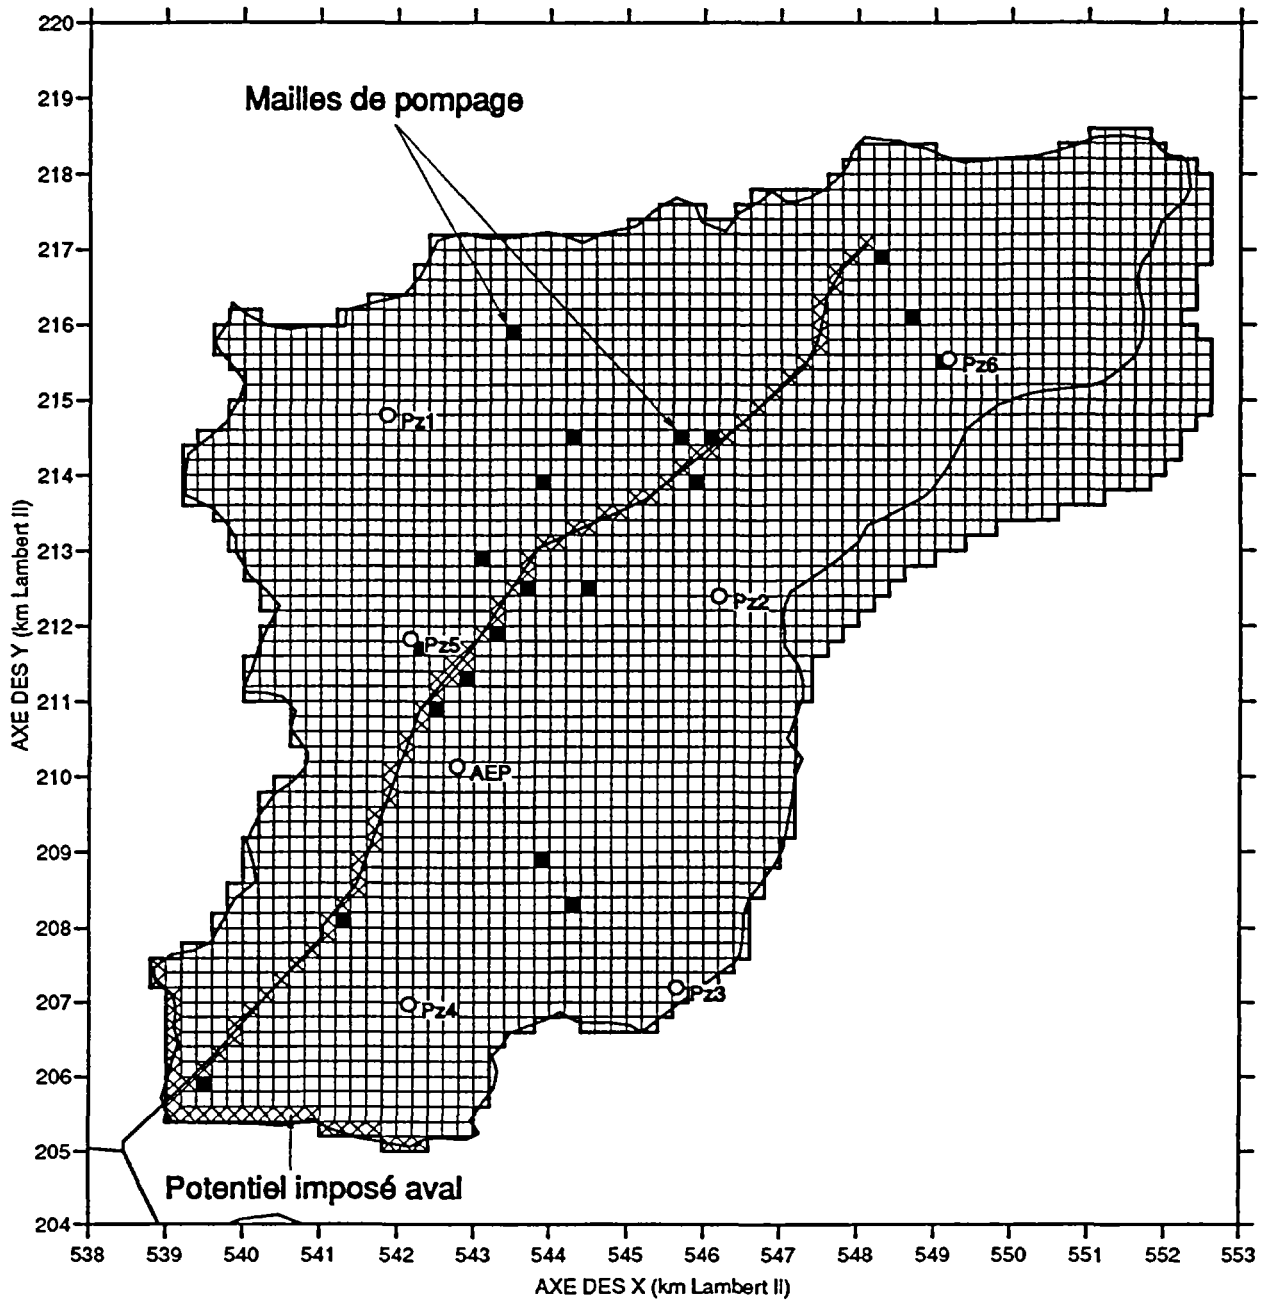 220
219
Mailles de pompage
218
217
216
Pz6
215
Pz1
214
213
Pz2
212
Pz5
211
210
AEP
209
208
207
Pz3
Pz4
206
205
Potentiel imposé aval
204
538 539 540 541 542 543 544 545 546 547 548 549 550 551 552 553
AXE DES X (km Lambert II)
AXE DES Y (km Lambert II)